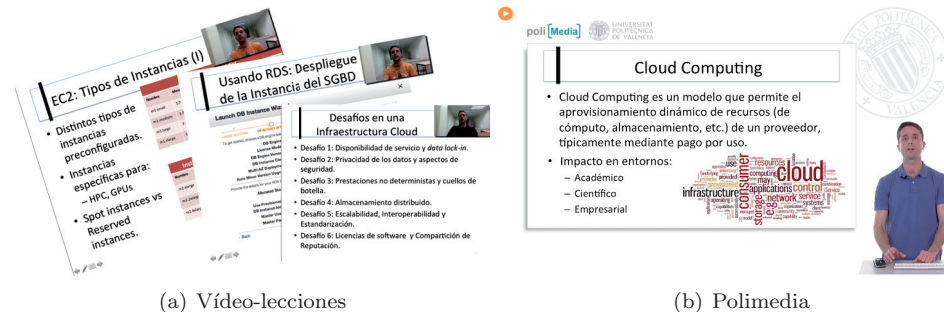 EC2: Tipos de Instancias (I)
• Distintos tipos de
instancias
preconfiguradas.
• Instancias
específicas para:
– HPC, GPUs
• Spot instances vs
Reserved
instances.
Usando RDS: Despliegue
de la Instancia del SGBD
Launch DB Instance
Desafíos en una
Infraestructura Cloud
• Desafío 1: Disponibilidad de servicio y data lock-in.
• Desafío 2: Privacidad de los datos y aspectos de
seguridad.
• Desafío 3: Prestaciones no deterministas y cuellos de
botella.
• Desafío 4: Almacenamiento distribuido.
• Desafío 5: Escalabilidad, Interoperabilidad y
Estandarización.
• Desafío 6: Licencias de software y Compartición de
Reputación.
(a) Vídeo-lecciones
poli [Media]
UNIVERSITAT
POLITÈCNICA
DE VALÈNCIA
Cloud Computing
• Cloud Computing es un modelo que permite el
aprovisionamiento dinámico de recursos (de
cómputo, almacenamiento, etc.) de un proveedor,
típicamente mediante pago por uso.
• Impacto en entornos:
– Académico
– Científico
– Empresarial
use
resources
computing
may
cloud
consumer
infrastructure
applications
control
storage
e.g.
network
service
systems
(b) Polimedia